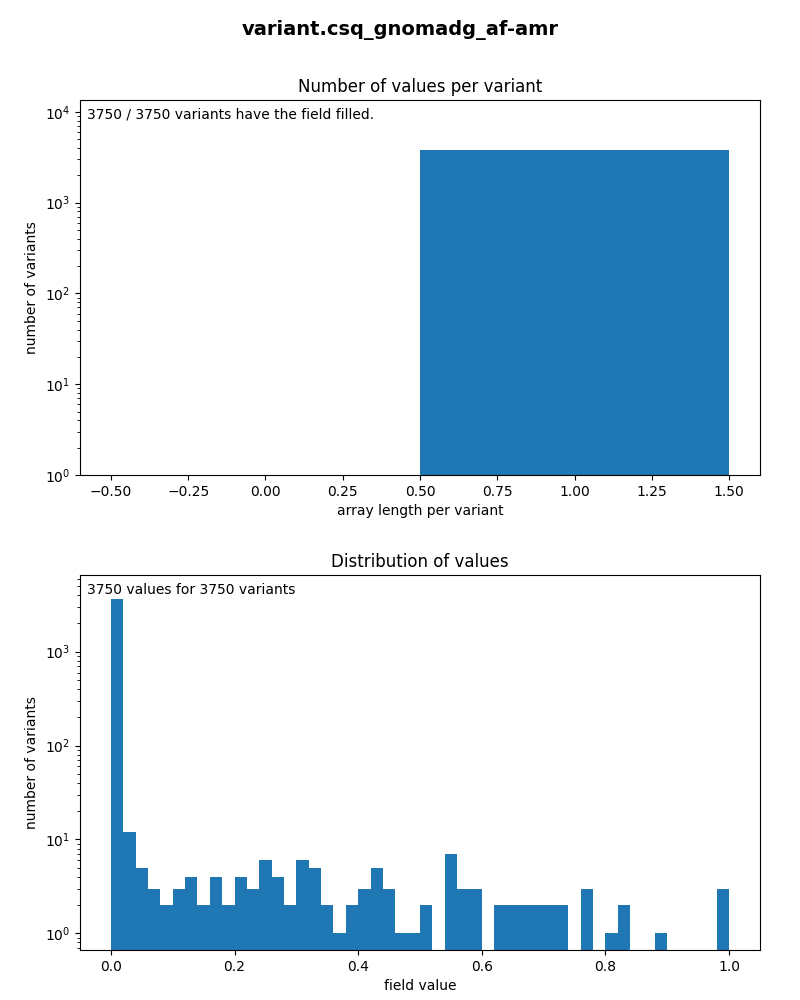 variant.csq_gnomadg_af-amr
Number of values per variant
3750 / 3750 variants have the field filled.
10⁴
10³
10²
10¹
10⁰
number of variants
−0.50 −0.25 0.00 0.25 0.50 0.75 1.00 1.25 1.50
array length per variant
Distribution of values
3750 values for 3750 variants
10³
10²
10¹
10⁰
number of variants
0.0 0.2 0.4 0.6 0.8 1.0
field value